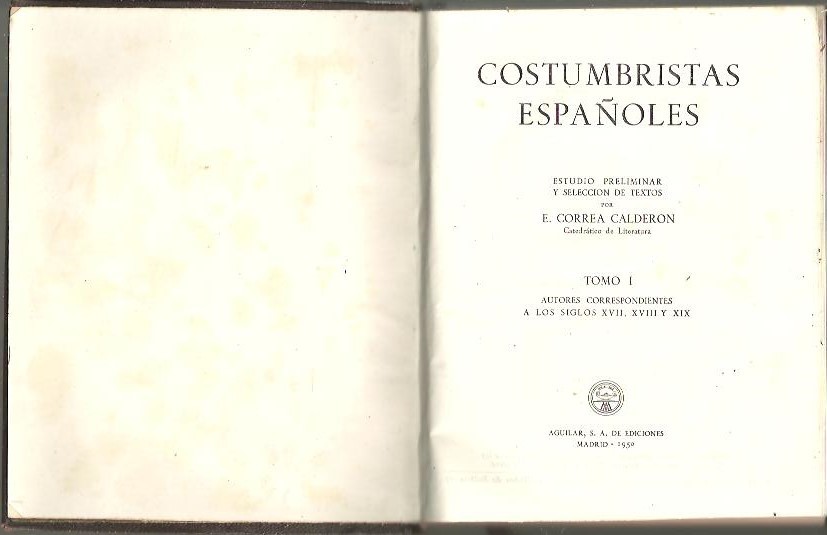 COSTUMBRISTAS
ESPAÑOLES
ESTUDIO PRELIMINAR
Y SELECCION DE TEXTOS
POR
E. CORREA CALDERON
Catedrático de Literatura
TOMO I
AUTORES CORRESPONDIENTES
A LOS SIGLOS XVII, XVIII Y XIX
AGUILAR, S. A. DE EDICIONES
MADRID - 1950